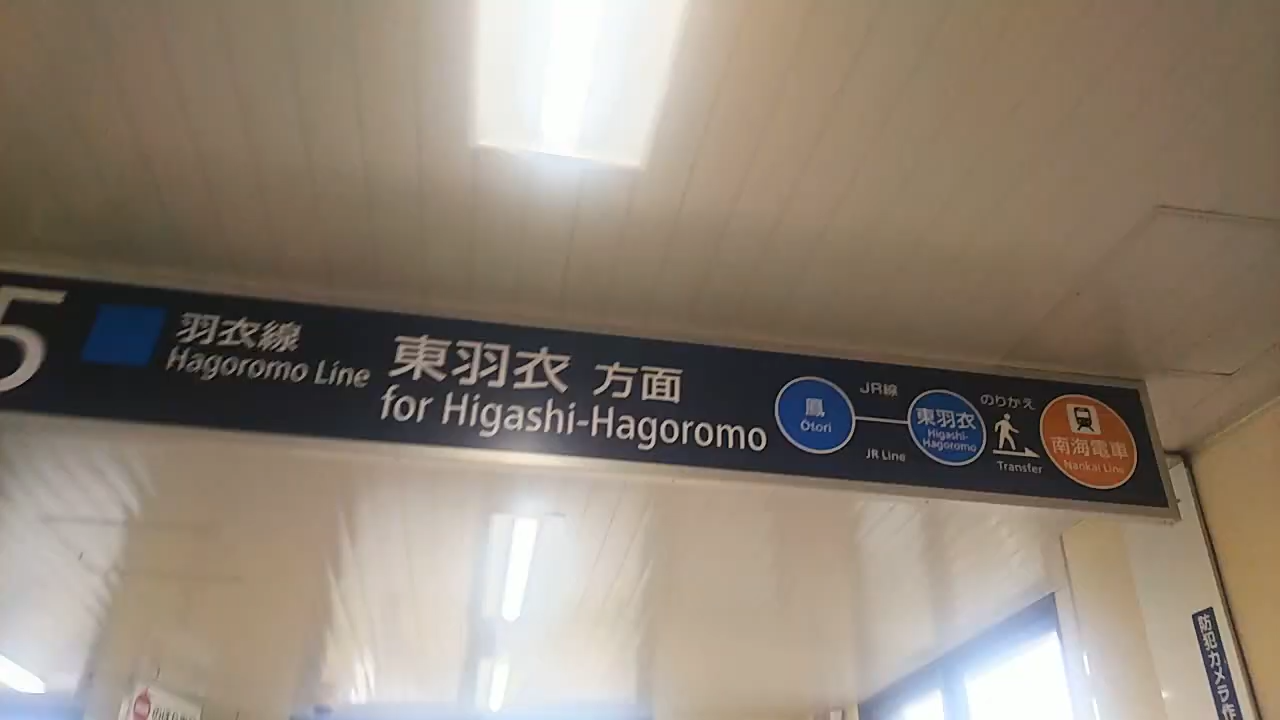 5
羽衣線
Hagoromo Line
東羽衣 方面
for Higashi-Hagoromo
鳳
Ōtori
JR線
JR Line
東羽衣
Higashi-
Hagoromo
のりかえ
Transfer
南海電車
Nankai Line
防犯カメラ作